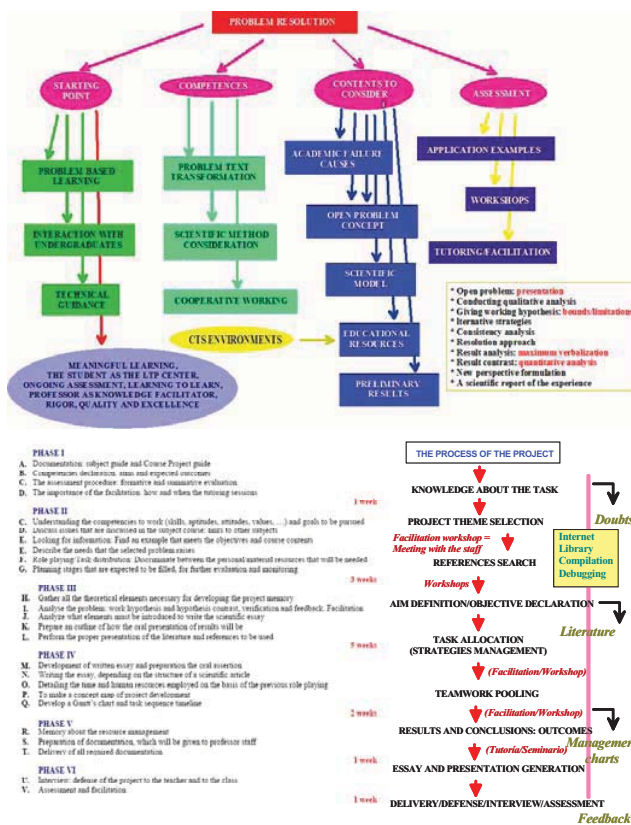 PROBLEM RESOLUTION
STARTING
POINT
COMPETENCES
CONTENTS TO
CONSIDER
ASSESSMENT
PROBLEM BASED
LEARNING
PROBLEM TEXT
TRANSFORMATION
ACADEMIC FAILURE
CAUSES
APPLICATION EXAMPLES
WORKSHOPS
INTERACTION WITH
UNDERGRADUATES
SCIENTIFIC METHOD
CONSIDERATION
OPEN PROBLEM
CONCEPT
TUTORING/FACILITATION
TECHNICAL
GUIDANCE
COOPERATIVE WORKING
SCIENTIFIC
MODEL
CTS ENVIRONMENTS
EDUCATIONAL
RESOURCES
PRELIMINARY
RESULTS
* Open problem: presentation
* Conducting qualitative analysis
* Giving working hypothesis: bounds/limitations
* Iternative strategies
* Consistency analysis
* Resolution approach
* Result analysis: maximum verbalization
* Result contrast: quantitative analysis
* New perspective formulation
* A scientific report of the experience
MEANINGFUL LEARNING,
THE STUDENT AS THE LTP CENTER,
ONGOING ASSESSMENT, LEARNING TO LEARN,
PROFESSOR AS KNOWLEDGE FACILITATOR,
RIGOR, QUALITY AND EXCELLENCE
PHASE I
A. Documentation: subject guide and Course Project guide
B. Competencies declaration, aims and expected outcomes
C. The assessment procedure: formative and summative evaluation
D. The importance of the facilitation: how and when the tutoring sessions
1 week
PHASE II
C. Understanding the competencies to work (skills, aptitudes, attitudes, values, ....) and goals to be pursued
D. Discuss issues that are discussed in the course: links to other subjects
E. Looking for information: Find an example that meets the objectives and course contents
E. Describe the needs that the selected problem raises
F. Role playing/Task distribution: Discriminate between the personal/material resources that will be needed
G. Planning stages that are expected to be filled, for further evaluation and monitoring
3 weeks
PHASE III
H. Gather all the theoretical elements necessary for developing the project memory
I. Analyse the problem: work hypothesis and hypothesis contrast, verification and feedback. Facilitation
J. Analyze what elements must be introduced to write the scientific essay
K. Prepare an outline of how the oral presentation of results will be
L. Perform the proper presentation of the literature and references to be used
5 weeks
PHASE IV
M. Development of written essay and preparation the oral assertion
N. Writing the essay, depending on the structure of a scientific article
O. Detailing the time and human resources employed on the basis of the previous role playing
P. To make a concept map of project development
Q. Develop a Gantt's chart and task sequence timeline
2 weeks
PHASE V
R. Memory about the resource management
S. Preparation of documentation, which will be given to professor staff
T. Delivery of all required documentation
1 week
PHASE VI
U. Interview: defense of the project to the teacher and to the class
V. Assessment and facilitation
1 week
THE PROCESS OF THE PROJECT
KNOWLEDGE ABOUT THE TASK
Doubts
PROJECT THEME SELECTION
Facilitation workshop =
Meeting with the staff
REFERENCES SEARCH
Internet
Library
Compilation
Debugging
Workshops
AIM DEFINITION/OBJECTIVE DECLARATION
Literature
TASK ALLOCATION
(STRATEGIES MANAGEMENT)
(Facilitation/Workshop)
TEAMWORK POOLING
(Facilitation/Workshop)
RESULTS AND CONCLUSIONS: OUTCOMES
Management
charts
(Tutoría/Seminario)
ESSAY AND PRESENTATION GENERATION
DELIVERY/DEFENSE/INTERVIEW/ASSESSMENT
Feedback